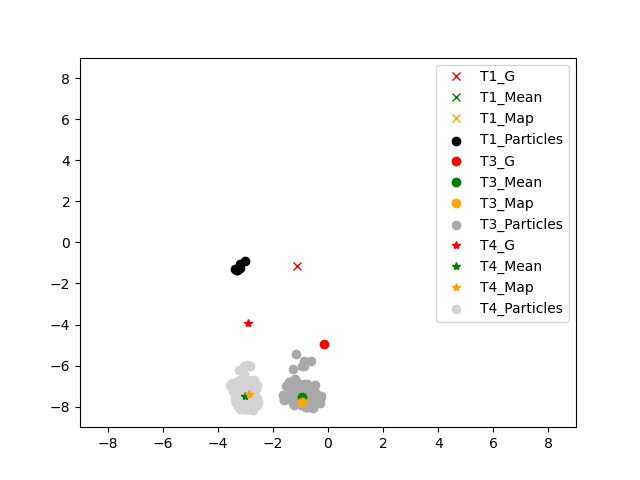 8
6
4
2
0
−2
−4
−6
−8
−8 −6 −4 −2 0 2 4 6 8
T1_G
T1_Mean
T1_Map
T1_Particles
T3_G
T3_Mean
T3_Map
T3_Particles
T4_G
T4_Mean
T4_Map
T4_Particles